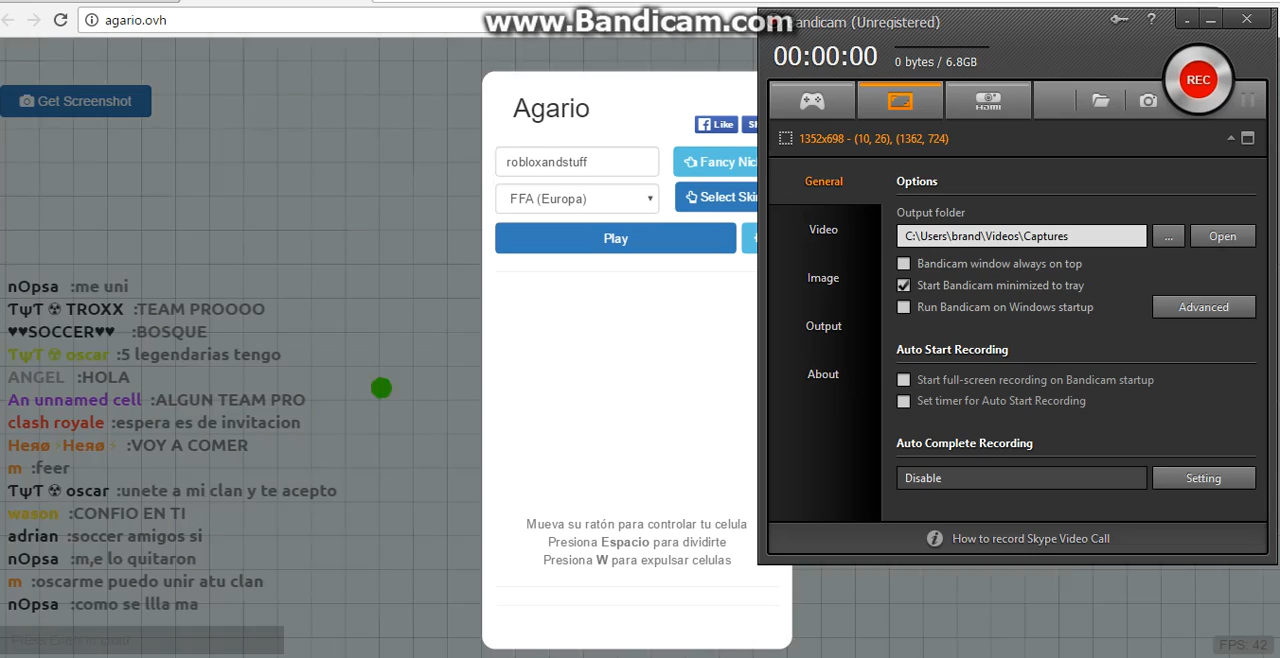 agario.ovh
www.Bandicam.com
andicam (Unregistered)
?
00:00:00
0 bytes / 6.8GB
REC
HDMI
1352x698 - (10, 26), (1362, 724)
Get Screenshot
Agario
Like
robloxandstuff
Fancy Nic
FFA (Europa)
Select Ski
Play
General
Video
Image
Output
About
Options
Output folder
C:\Users\brand\Videos\Captures
...
Open
Bandicam window always on top
Start Bandicam minimized to tray
Run Bandicam on Windows startup
Advanced
Auto Start Recording
Start full-screen recording on Bandicam startup
Set timer for Auto Start Recording
Auto Complete Recording
Disable
Setting
How to record Skype Video Call
nOpsa :me uni
ƬψƬ ☢ TROXX :TEAM PROOOO
♥♥SOCCER♥♥ :BOSQUE
ƬψƬ ☢ oscar :5 legendarias tengo
ANGEL :HOLA
An unnamed cell :ALGUN TEAM PRO
clash royale :espera es de invitacion
Heяø⚡Heяø⚡ :VOY A COMER
m :feer
ƬψƬ ☢ oscar :unete a mi clan y te acepto
wason :CONFIO EN TI
adrian :soccer amigos si
nOpsa :m,e lo quitaron
m :oscarme puedo unir atu clan
nOpsa :como se llla ma
Press Enter to chat
Mueva su ratón para controlar tu celula
Presiona Espacio para dividirte
Presiona W para expulsar celulas
FPS: 42